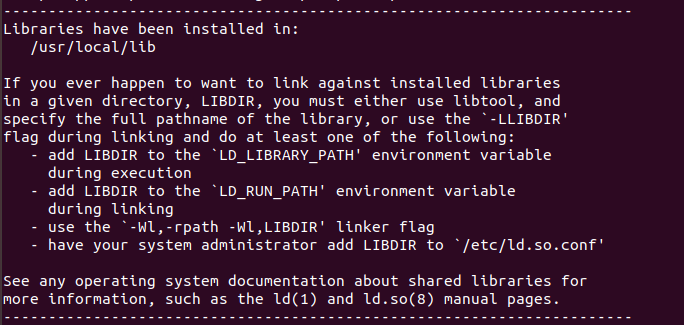 ----------------------------------------------------------------------
Libraries have been installed in:
   /usr/local/lib

If you ever happen to want to link against installed libraries
in a given directory, LIBDIR, you must either use libtool, and
specify the full pathname of the library, or use the `-LLIBDIR'
flag during linking and do at least one of the following:
   - add LIBDIR to the `LD_LIBRARY_PATH' environment variable
     during execution
   - add LIBDIR to the `LD_RUN_PATH' environment variable
     during linking
   - use the `-Wl,-rpath -Wl,LIBDIR' linker flag
   - have your system administrator add LIBDIR to `/etc/ld.so.conf'

See any operating system documentation about shared libraries for
more information, such as the ld(1) and ld.so(8) manual pages.
----------------------------------------------------------------------